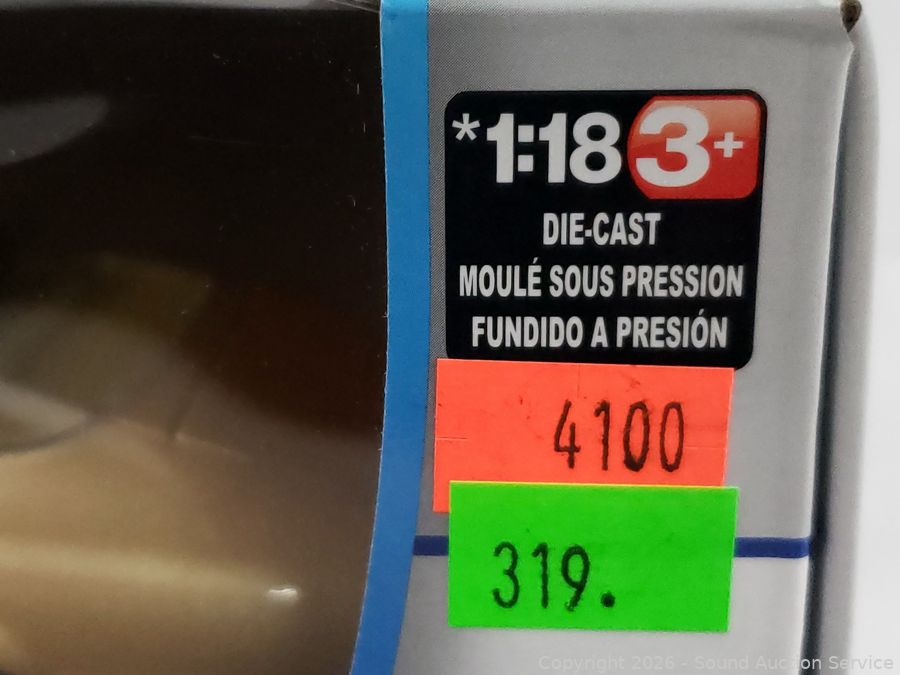 *1:18 3+
DIE-CAST
MOULÉ SOUS PRESSION
FUNDIDO A PRESIÓN
4100
319.
Copyright 2026 - Sound Auction Service